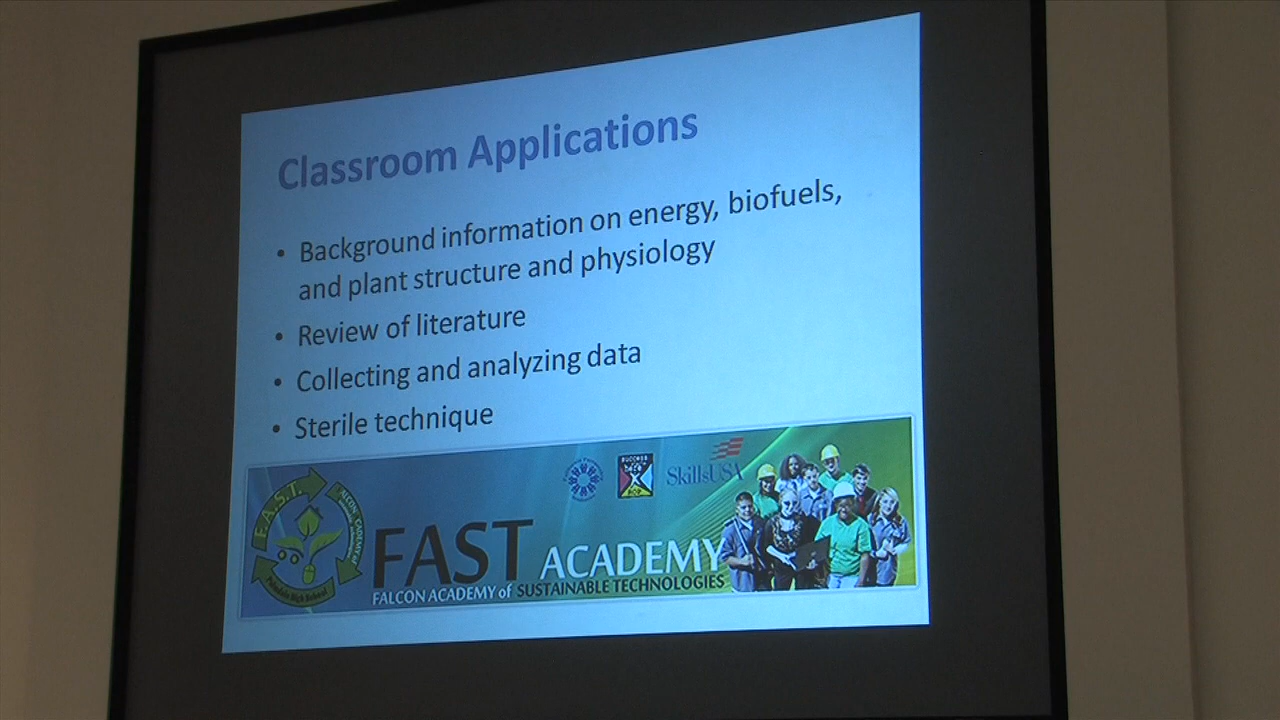 Classroom Applications
• Background information on energy, biofuels,
and plant structure and physiology
• Review of literature
• Collecting and analyzing data
• Sterile technique
SkillsUSA
F.A.S.T.
FAST ACADEMY
FALCON ACADEMY of SUSTAINABLE TECHNOLOGIES